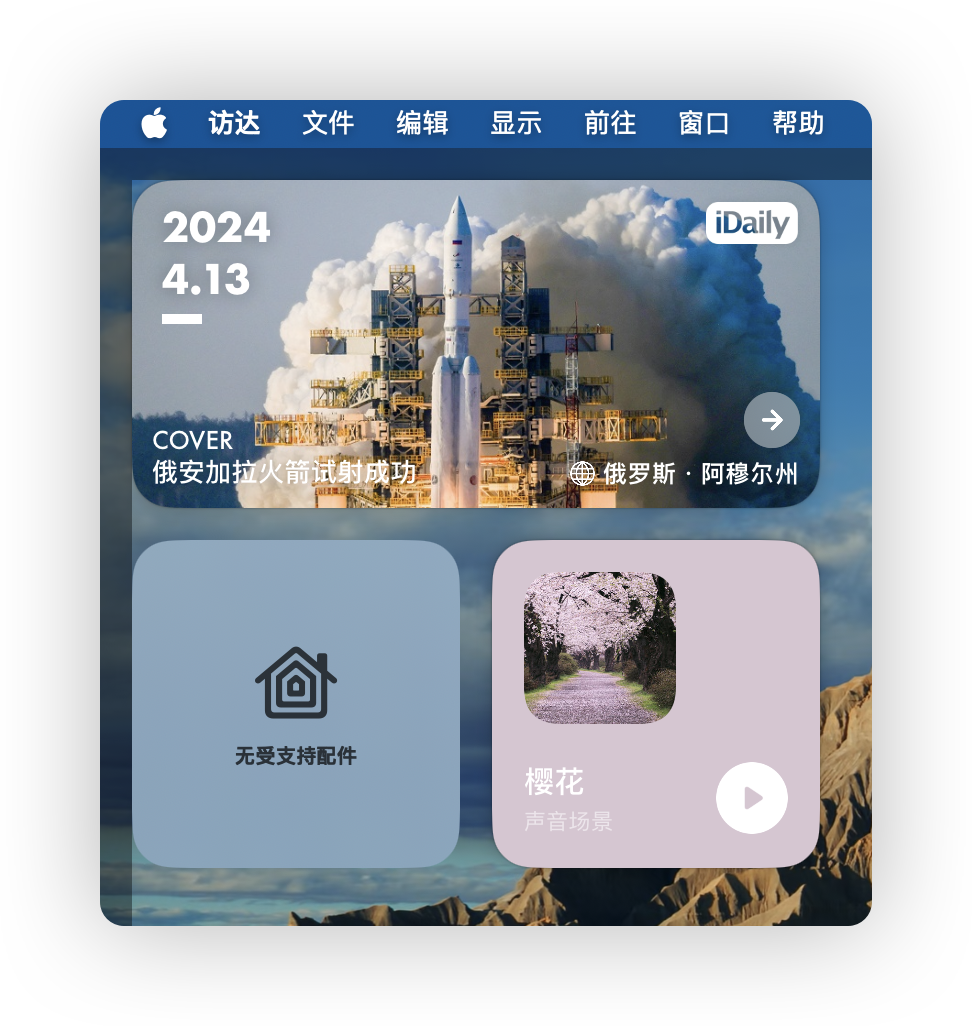 访达 文件 编辑 显示 前往 窗口 帮助
2024
iDaily
4.13
COVER
俄安加拉火箭试射成功
俄罗斯 · 阿穆尔州
无受支持配件
樱花
声音场景